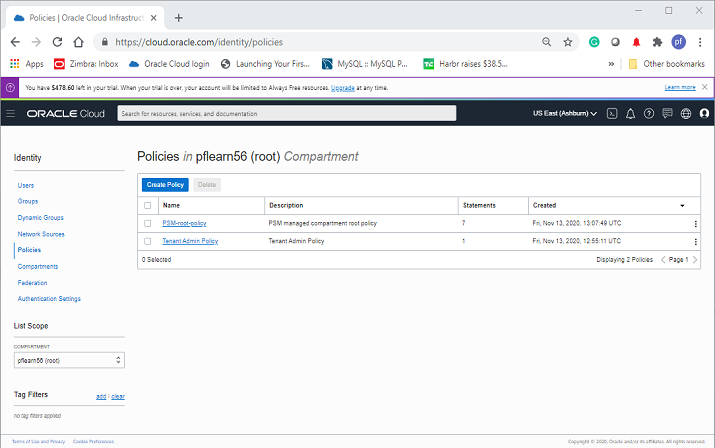 Policies | Oracle Cloud Infrastruct
https://cloud.oracle.com/identity/policies
pf
Apps
Zimbra: Inbox
Oracle Cloud login
Launching Your Firs...
MySQL :: MySQL P...
TC
Harbr raises $38.5...
»
Other bookmarks
You have $478.60 left in your trial. When your trial is over, your account will be limited to Always Free resources. Upgrade at any time.
Learn more
ORACLE Cloud
Search for resources, services, and documentation
US East (Ashburn)
Identity
Users
Groups
Dynamic Groups
Network Sources
Policies
Compartments
Federation
Authentication Settings
List Scope
COMPARTMENT
pflearn56 (root)
Tag Filters
add | clear
no tag filters applied
Policies in pflearn56 (root) Compartment
Create Policy
Delete
Name Description Statements Created
PSM-root-policy PSM managed compartment root policy 7 Fri, Nov 13, 2020, 13:07:49 UTC
Tenant Admin Policy Tenant Admin Policy 1 Fri, Nov 13, 2020, 12:55:11 UTC
0 Selected
Displaying 2 Policies
Page 1
Terms of Use and Privacy
Cookie Preferences
Copyright © 2020, Oracle and/or its affiliates. All rights reserved.